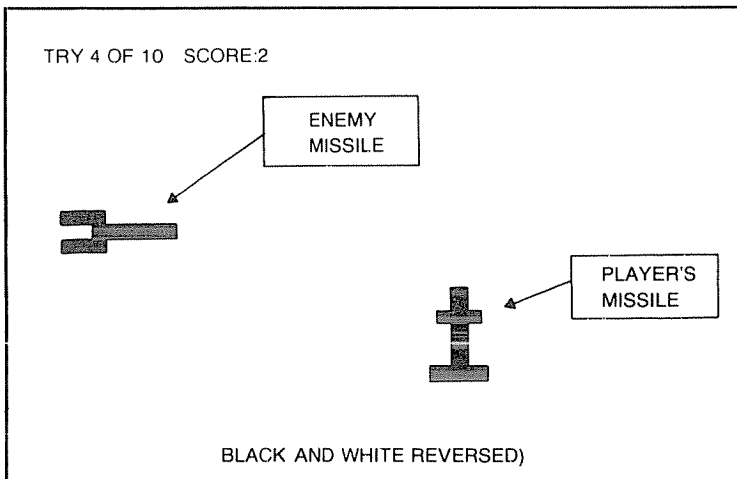 TRY 4 OF 10 SCORE:2
ENEMY
MISSILE
PLAYER'S
MISSILE
BLACK AND WHITE REVERSED)